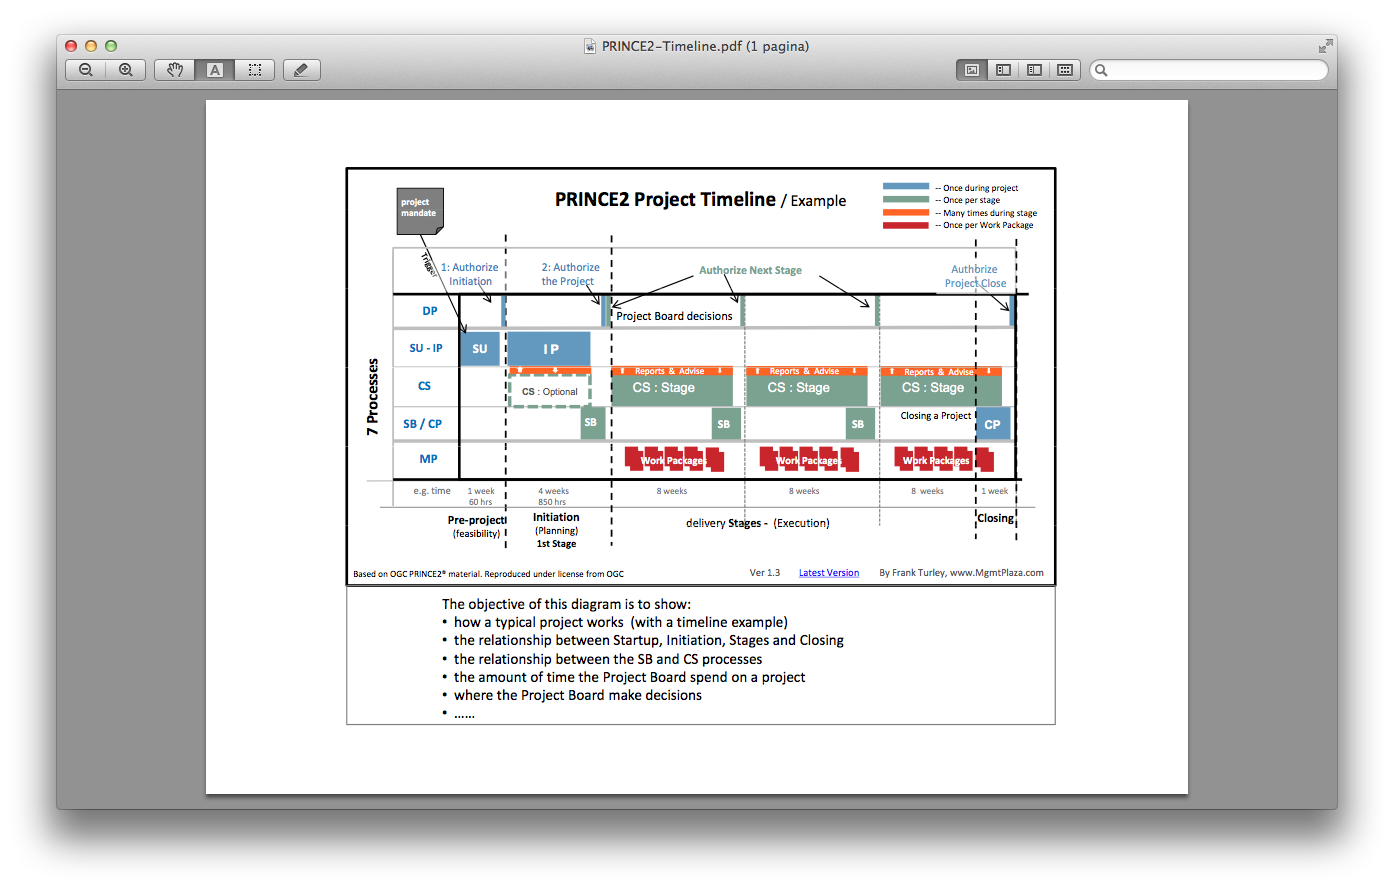 PRINCE2-Timeline.pdf (1 pagina)
A
project
mandate
PRINCE2 Project Timeline / Example
-- Once during project
-- Once per stage
-- Many times during stage
-- Once per Work Package
Trigger
1: Authorize
Initiation
2: Authorize
the Project
Authorize Next Stage
Authorize
Project Close
7 Processes
DP
Project Board decisions
SU - IP
SU
I P
CS
CS : Optional
Reports & Advise
CS : Stage
Reports & Advise
CS : Stage
Reports & Advise
CS : Stage
SB / CP
SB
SB
SB
Closing a Project
CP
MP
Work Packages
Work Packages
Work Packages
e.g. time
1 week
60 hrs
4 weeks
850 hrs
8 weeks
8 weeks
8 weeks
1 week
Pre-project
(feasibility)
Initiation
(Planning)
1st Stage
delivery Stages - (Execution)
Closing
Based on OGC PRINCE2® material. Reproduced under license from OGC
Ver 1.3
Latest Version
By Frank Turley, www.MgmtPlaza.com
The objective of this diagram is to show:
• how a typical project works (with a timeline example)
• the relationship between Startup, Initiation, Stages and Closing
• the relationship between the SB and CS processes
• the amount of time the Project Board spend on a project
• where the Project Board make decisions
• ......